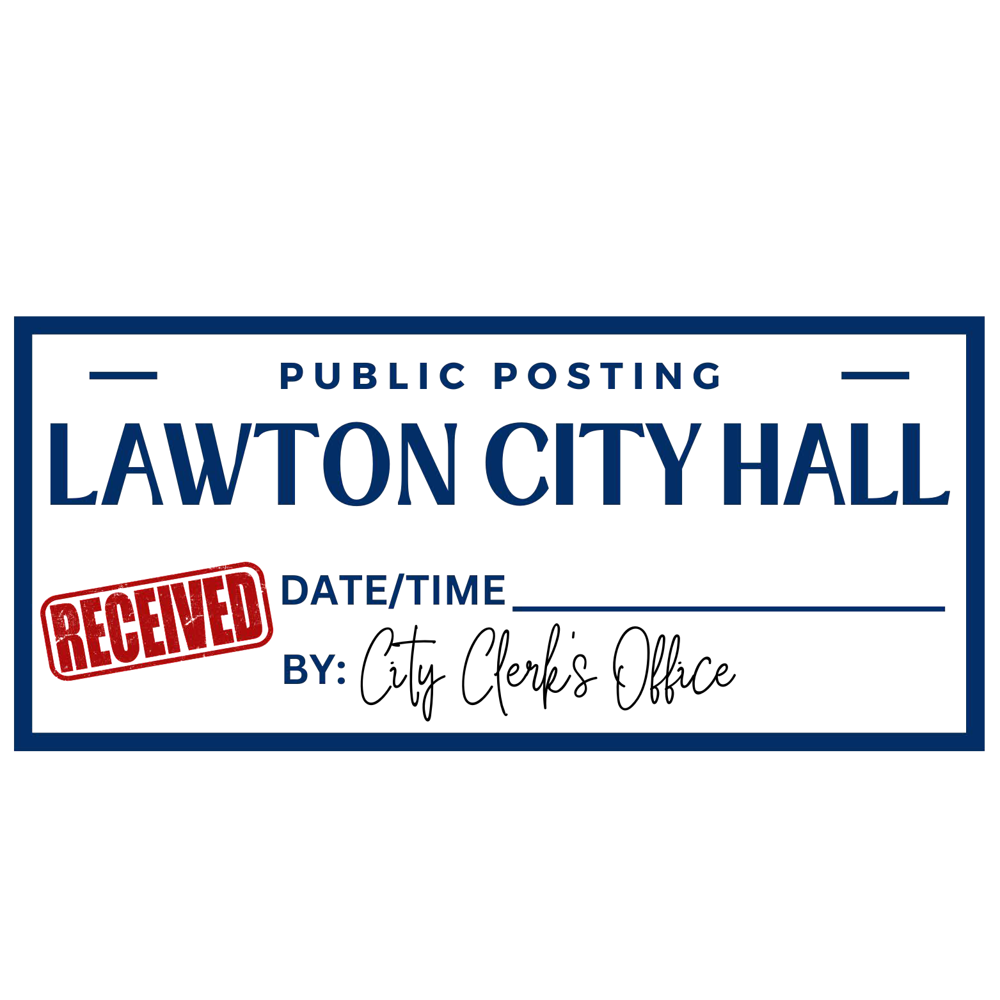 PUBLIC POSTING
LAWTON CITY HALL
RECEIVED
DATE/TIME
BY: City Clerk's Office